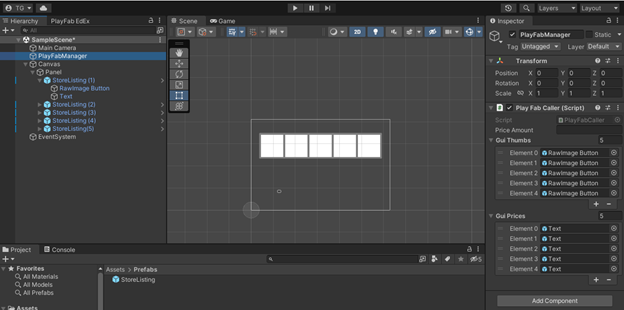 TG
Layers
Layout
Hierarchy
PlayFab EdEx
All
SampleScene*
Main Camera
PlayFabManager
Canvas
Panel
StoreListing (1)
RawImage Button
Text
StoreListing (2)
StoreListing (3)
StoreListing (4)
StoreListing(5)
EventSystem
Scene
Game
2D
Project
Console
Favorites
All Materials
All Models
All Prefabs
Assets
Assets > Prefabs
StoreListing
5
Inspector
PlayFabManager
Static
Tag Untagged
Layer Default
Transform
Position X 0 Y 0 Z 0
Rotation X 0 Y 0 Z 0
Scale X 1 Y 1 Z 1
Play Fab Caller (Script)
Script PlayFabCaller
Price Amount
Gui Thumbs 5
Element 0 RawImage Button
Element 1 RawImage Button
Element 2 RawImage Button
Element 3 RawImage Button
Element 4 RawImage Button
Gui Prices 5
Element 0 Text
Element 1 Text
Element 2 Text
Element 3 Text
Element 4 Text
Add Component